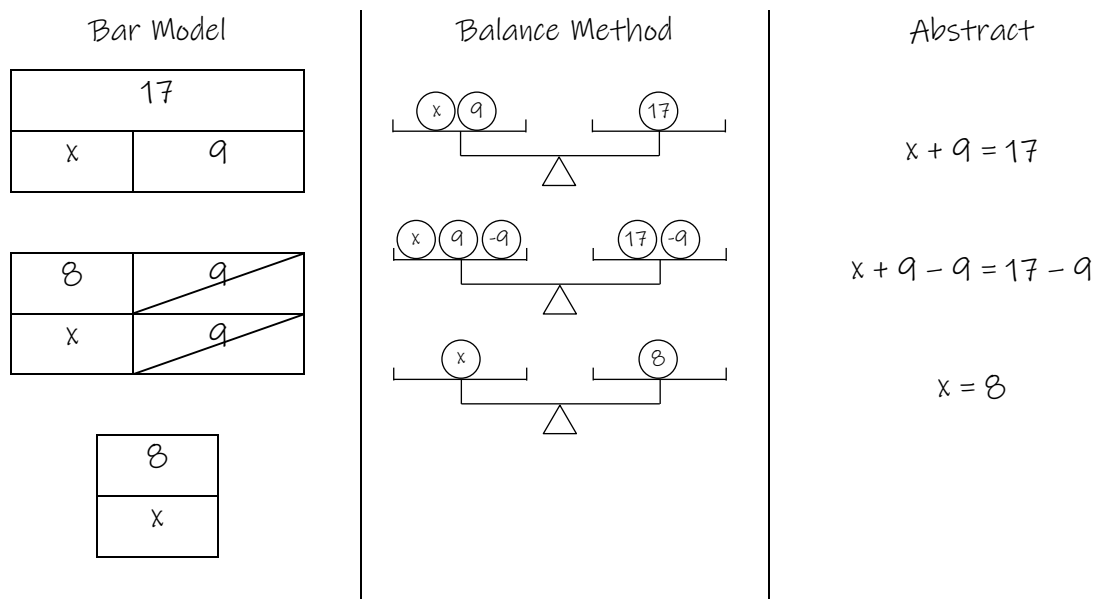 Bar Model
17
x 9
8 9
x 9
8
x
Balance Method
x 9 17
x 9 -9 17 -9
x 8
Abstract
x + 9 = 17
x + 9 - 9 = 17 - 9
x = 8